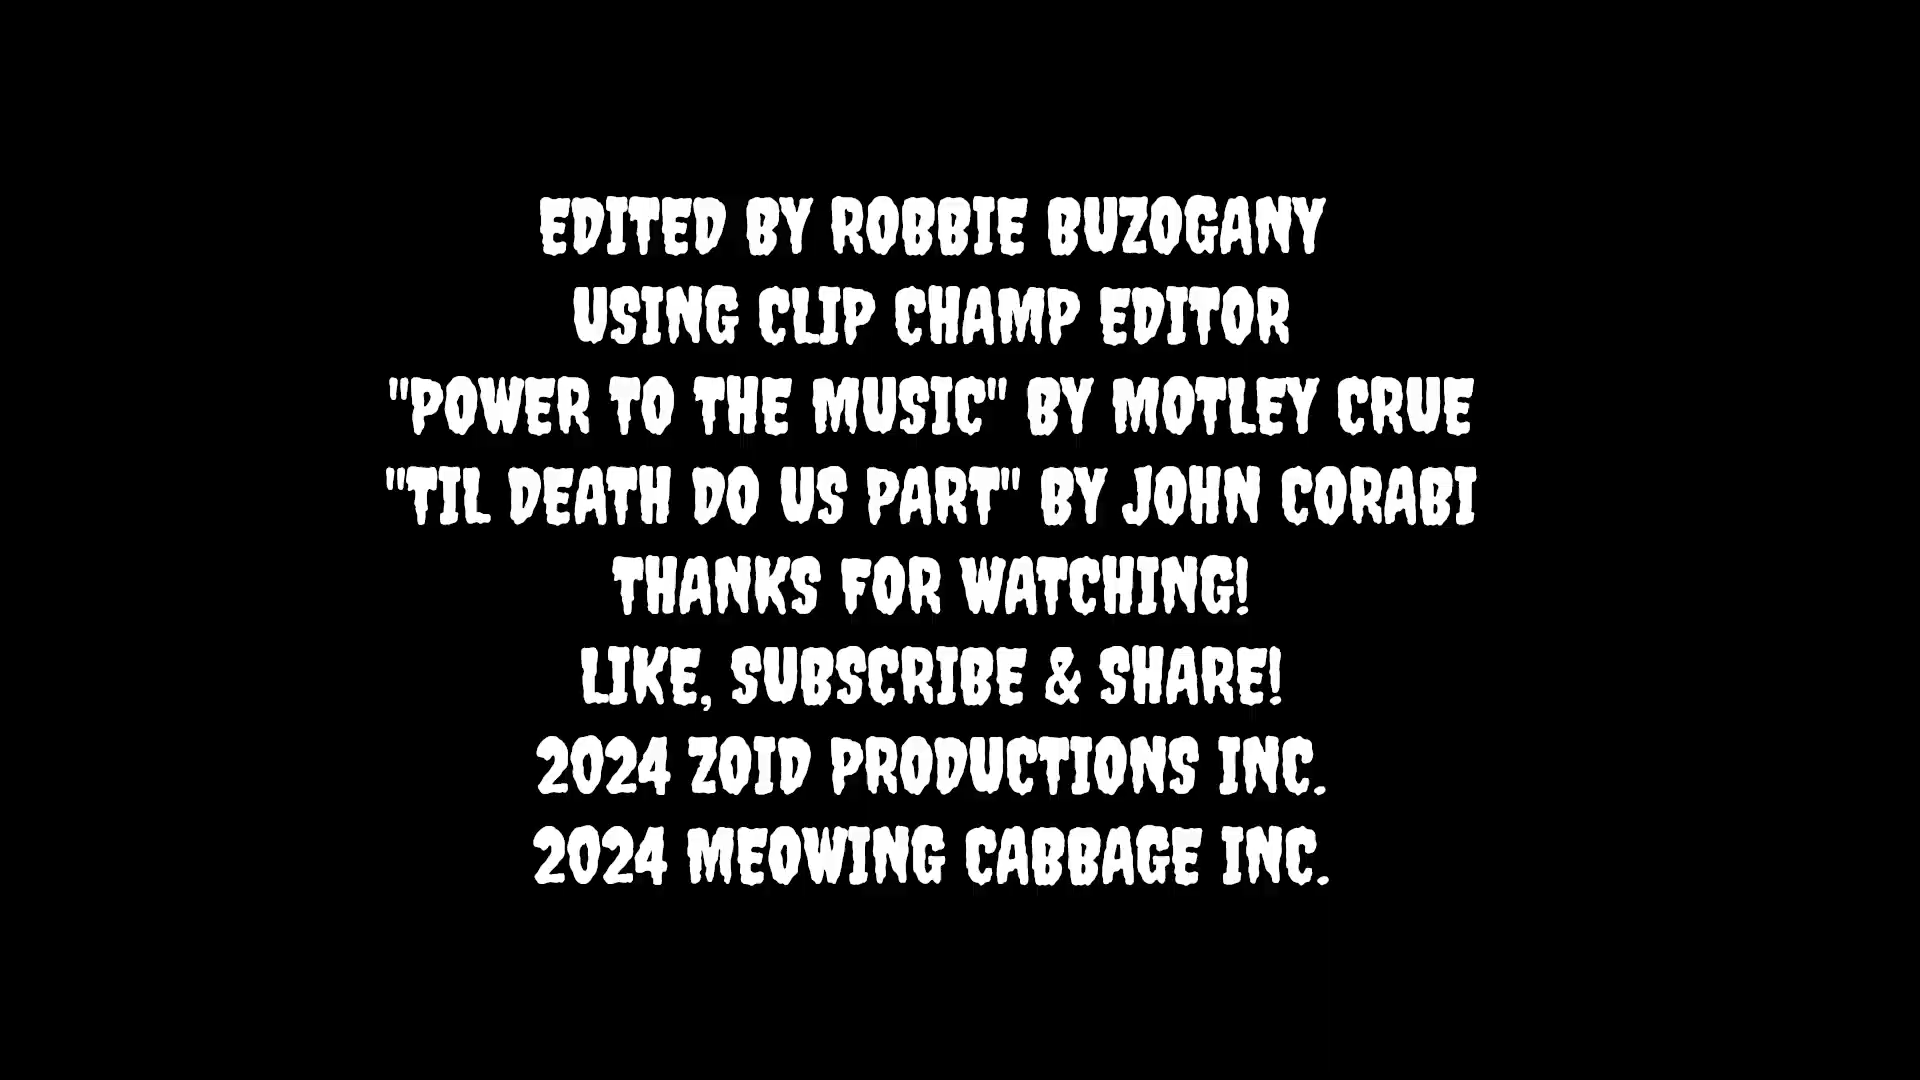 EDITED BY ROBBIE BUZOGANY
USING CLIP CHAMP EDITOR
"POWER TO THE MUSIC" BY MOTLEY CRUE
"TIL DEATH DO US PART" BY JOHN CORABI
THANKS FOR WATCHING!
LIKE, SUBSCRIBE & SHARE!
2024 ZOID PRODUCTIONS INC.
2024 MEOWING CABBAGE INC.